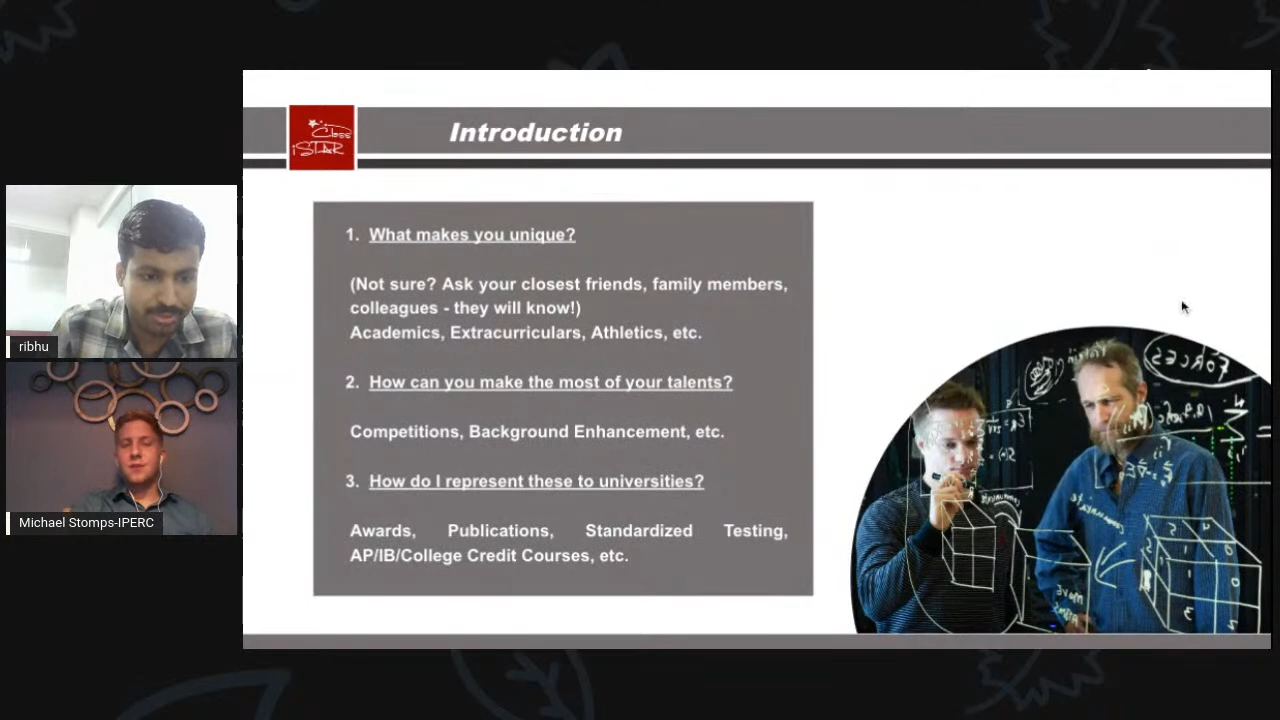 Class
iSTAR
Introduction
1. What makes you unique?
(Not sure? Ask your closest friends, family members,
colleagues - they will know!)
Academics, Extracurriculars, Athletics, etc.
2. How can you make the most of your talents?
Competitions, Background Enhancement, etc.
3. How do I represent these to universities?
Awards, Publications, Standardized Testing,
AP/IB/College Credit Courses, etc.
ribhu
Michael Stomps-IPERC
FORCES